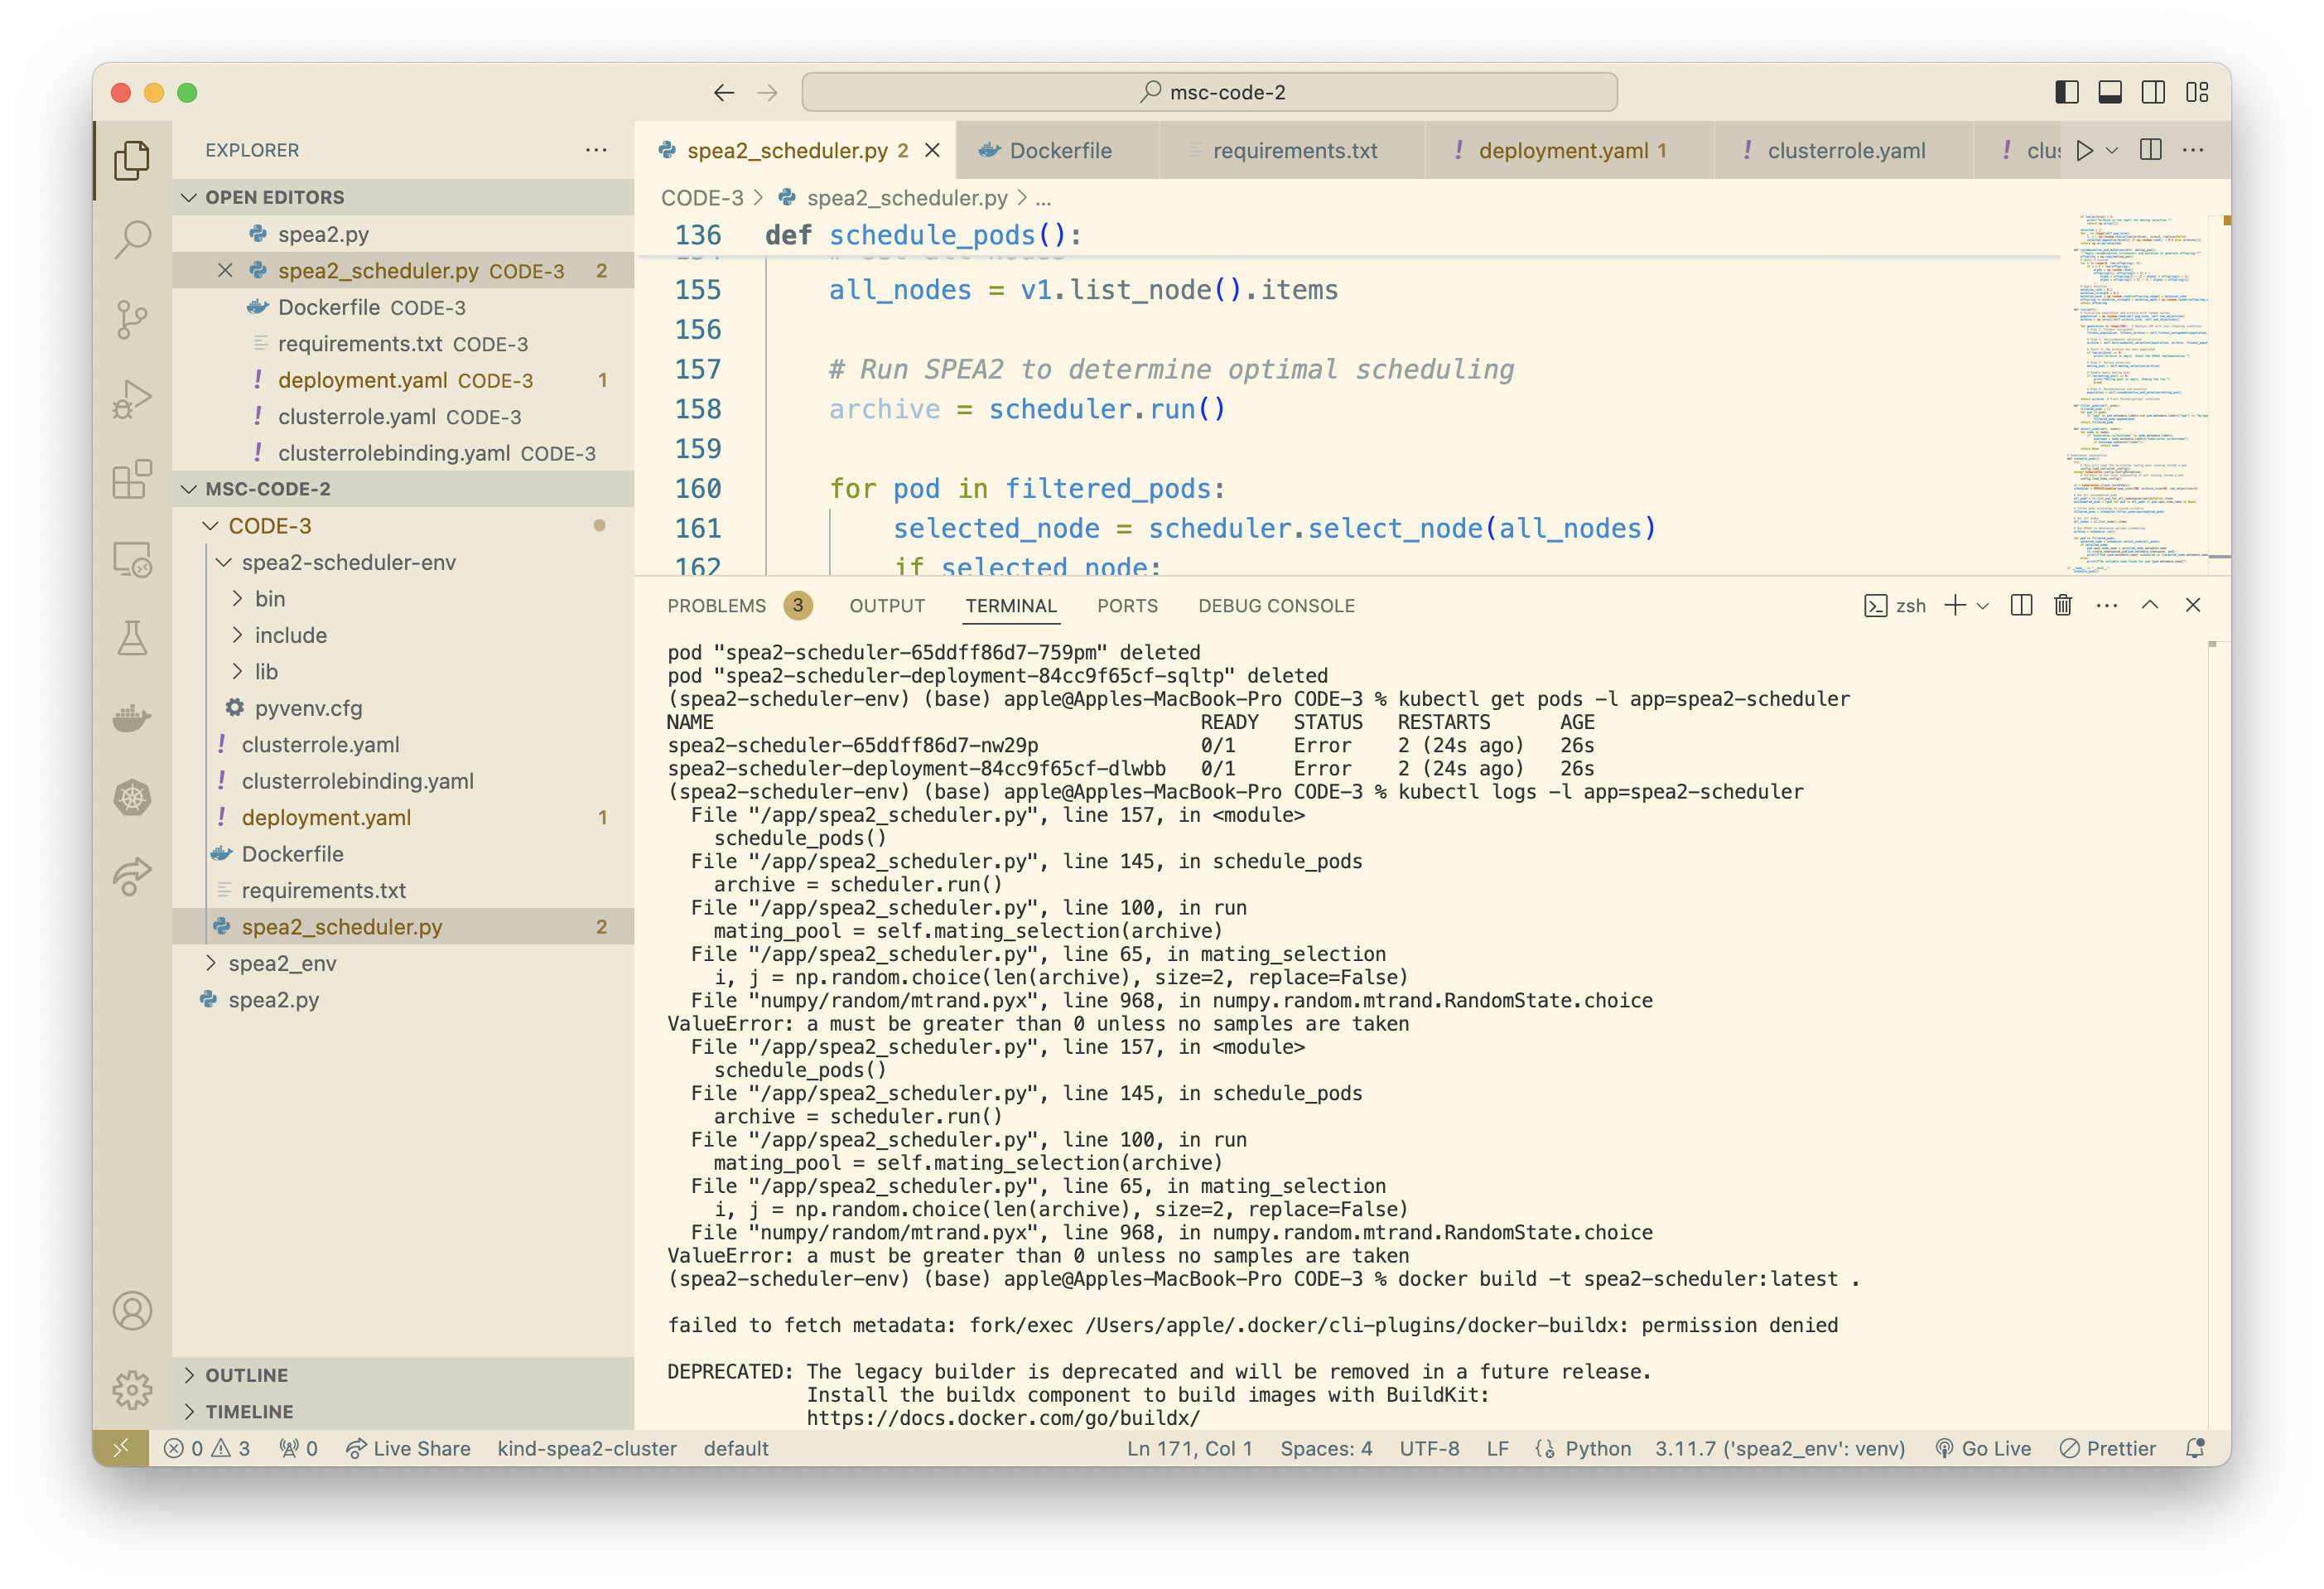 msc-code-2
EXPLORER
OPEN EDITORS
spea2.py
spea2_scheduler.py CODE-3 2
Dockerfile CODE-3
requirements.txt CODE-3
deployment.yaml CODE-3 1
clusterrole.yaml CODE-3
clusterrolebinding.yaml CODE-3
MSC-CODE-2
CODE-3
spea2-scheduler-env
bin
include
lib
pyvenv.cfg
clusterrole.yaml
clusterrolebinding.yaml
deployment.yaml 1
Dockerfile
requirements.txt
spea2_scheduler.py 2
spea2_env
spea2.py
OUTLINE
TIMELINE
spea2_scheduler.py 2 Dockerfile requirements.txt deployment.yaml 1 clusterrole.yaml clus
CODE-3 > spea2_scheduler.py > ...
136 def schedule_pods():
155 all_nodes = v1.list_node().items
156
157 # Run SPEA2 to determine optimal scheduling
158 archive = scheduler.run()
159
160 for pod in filtered_pods:
161 selected_node = scheduler.select_node(all_nodes)
162 if selected_node:
PROBLEMS 3 OUTPUT TERMINAL PORTS DEBUG CONSOLE zsh
pod "spea2-scheduler-65ddff86d7-759pm" deleted
pod "spea2-scheduler-deployment-84cc9f65cf-sqltp" deleted
(spea2-scheduler-env) (base) apple@Apples-MacBook-Pro CODE-3 % kubectl get pods -l app=spea2-scheduler
NAME READY STATUS RESTARTS AGE
spea2-scheduler-65ddff86d7-nw29p 0/1 Error 2 (24s ago) 26s
spea2-scheduler-deployment-84cc9f65cf-dlwbb 0/1 Error 2 (24s ago) 26s
(spea2-scheduler-env) (base) apple@Apples-MacBook-Pro CODE-3 % kubectl logs -l app=spea2-scheduler
File "/app/spea2_scheduler.py", line 157, in <module>
schedule_pods()
File "/app/spea2_scheduler.py", line 145, in schedule_pods
archive = scheduler.run()
File "/app/spea2_scheduler.py", line 100, in run
mating_pool = self.mating_selection(archive)
File "/app/spea2_scheduler.py", line 65, in mating_selection
i, j = np.random.choice(len(archive), size=2, replace=False)
File "numpy/random/mtrand.pyx", line 968, in numpy.random.mtrand.RandomState.choice
ValueError: a must be greater than 0 unless no samples are taken
File "/app/spea2_scheduler.py", line 157, in <module>
schedule_pods()
File "/app/spea2_scheduler.py", line 145, in schedule_pods
archive = scheduler.run()
File "/app/spea2_scheduler.py", line 100, in run
mating_pool = self.mating_selection(archive)
File "/app/spea2_scheduler.py", line 65, in mating_selection
i, j = np.random.choice(len(archive), size=2, replace=False)
File "numpy/random/mtrand.pyx", line 968, in numpy.random.mtrand.RandomState.choice
ValueError: a must be greater than 0 unless no samples are taken
(spea2-scheduler-env) (base) apple@Apples-MacBook-Pro CODE-3 % docker build -t spea2-scheduler:latest .
failed to fetch metadata: fork/exec /Users/apple/.docker/cli-plugins/docker-buildx: permission denied
DEPRECATED: The legacy builder is deprecated and will be removed in a future release.
Install the buildx component to build images with BuildKit:
https://docs.docker.com/go/buildx/
0 3 0 Live Share kind-spea2-cluster default Ln 171, Col 1 Spaces: 4 UTF-8 LF Python 3.11.7 ('spea2_env': venv) Go Live Prettier